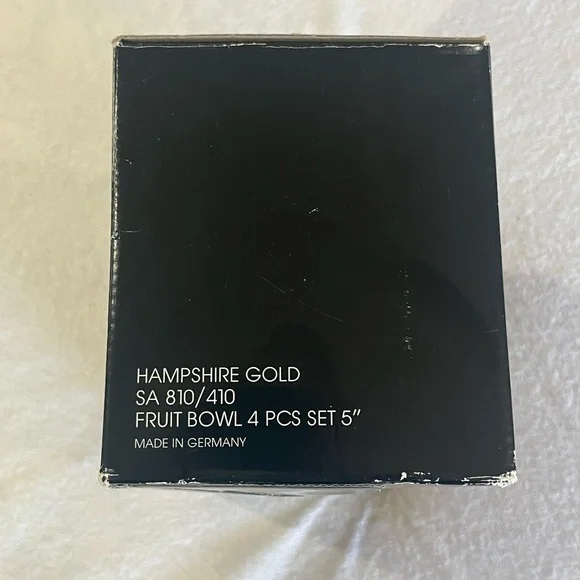 HAMPSHIRE GOLD
SA 810/410
FRUIT BOWL 4 PCS SET 5”
MADE IN GERMANY